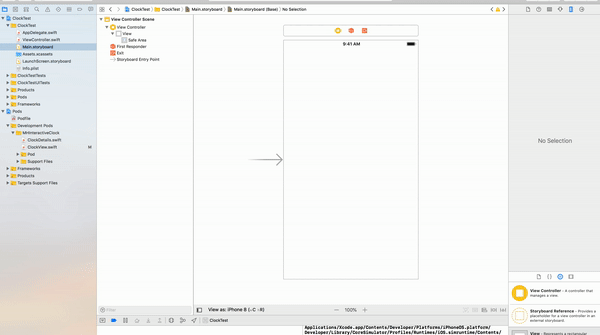 ClockTest
ClockTest
AppDelegate.swift
ViewController.swift
Main.storyboard
Assets.xcassets
LaunchScreen.storyboard
Info.plist
ClockTestTests
ClockTestUITests
Products
Pods
Frameworks
Pods
Podfile
Development Pods
MHInteractiveClock
ClockDetails.swift
ClockView.swift M
Pod
Support Files
Frameworks
Products
Targets Support Files
ClockTest ClockTest Main.storyboard Main.storyboard (Base) No Selection
View Controller Scene
View Controller
View
Safe Area
First Responder
Exit
Storyboard Entry Point
Filter
9:41 AM
View as: iPhone 8 (-C -R)
100%
ClockTest
Applications/Xcode.app/Contents/Developer/Platforms/iPhoneOS.platform/
Developer/Library/CoreSimulator/Profiles/Runtimes/iOS.simruntime/Contents/
No Selection
View Controller - A controller that
manages a view.
Storyboard Reference - Provides a
placeholder for a view controller in an
external storyboard.